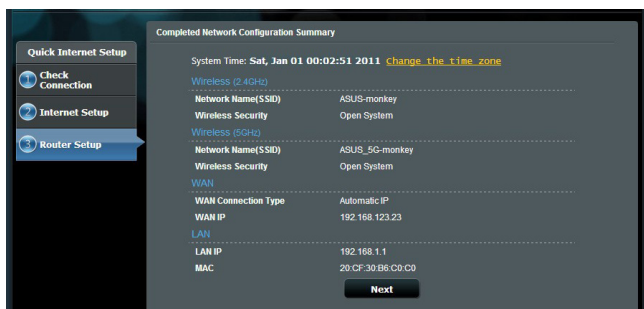 Completed Network Configuration Summary
Quick Internet Setup
1 Check Connection
2 Internet Setup
3 Router Setup
System Time: Sat, Jan 01 00:02:51 2011 Change the time zone
Wireless (2.4GHz)
Network Name(SSID) ASUS-monkey
Wireless Security Open System
Wireless (5GHz)
Network Name(SSID) ASUS_5G-monkey
Wireless Security Open System
WAN
WAN Connection Type Automatic IP
WAN IP 192.168.123.23
LAN
LAN IP 192.168.1.1
MAC 20:CF:30:B6:C0:C0
Next